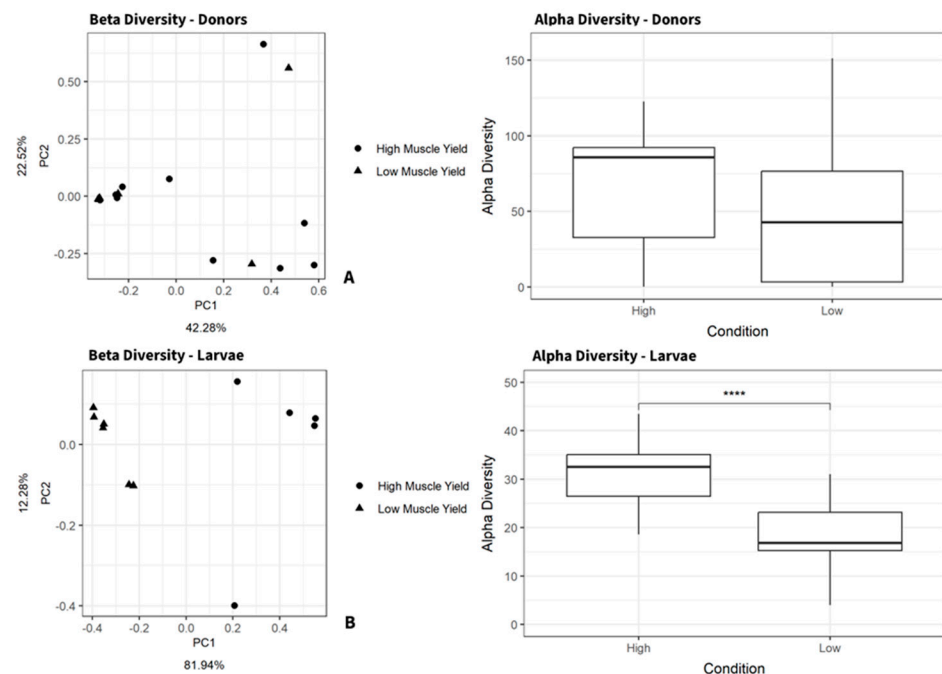 Beta Diversity - Donors
0.50
0.25
0.00
-0.25
22.52%
PC2
-0.2
0.0
0.2
0.4
0.6
PC1
42.28%
High Muscle Yield
Low Muscle Yield
A
Alpha Diversity - Donors
150
100
50
0
Alpha Diversity
High
Low
Condition
Beta Diversity - Larvae
0.0
-0.2
-0.4
12.28%
PC2
-0.4
-0.2
0.0
0.2
0.4
PC1
81.94%
High Muscle Yield
Low Muscle Yield
B
Alpha Diversity - Larvae
50
40
30
20
10
0
Alpha Diversity
****
High
Low
Condition